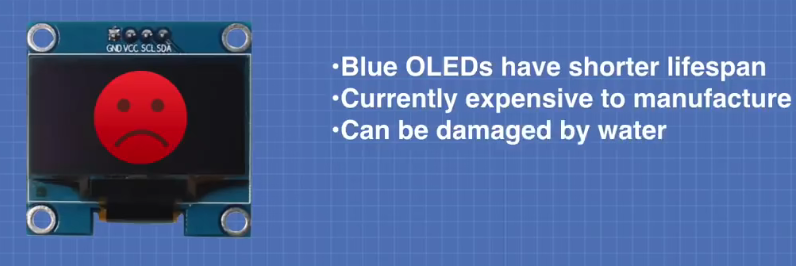 GND VCC SCL SDA
•Blue OLEDs have shorter lifespan
•Currently expensive to manufacture
•Can be damaged by water